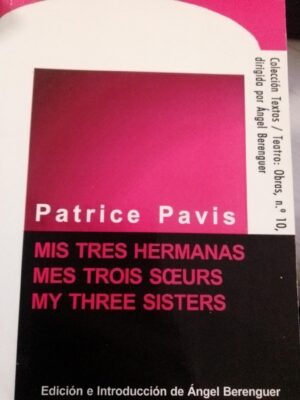 Colección Textos / Teatro: Obras, n.º 10,
dirigida por Ángel Berenguer
Patrice Pavis
MIS TRES HERMANAS
MES TROIS SŒURS
MY THREE SISTERS
Edición e Introducción de Ángel Berenguer